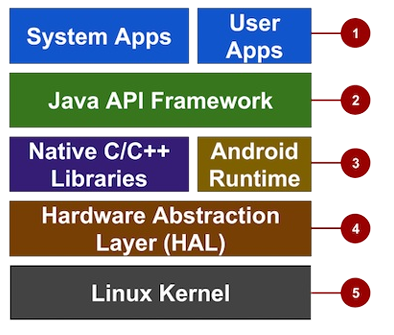 System Apps
User
Apps
1
Java API Framework
2
Native C/C++
Libraries
Android
Runtime
3
Hardware Abstraction
Layer (HAL)
4
Linux Kernel
5